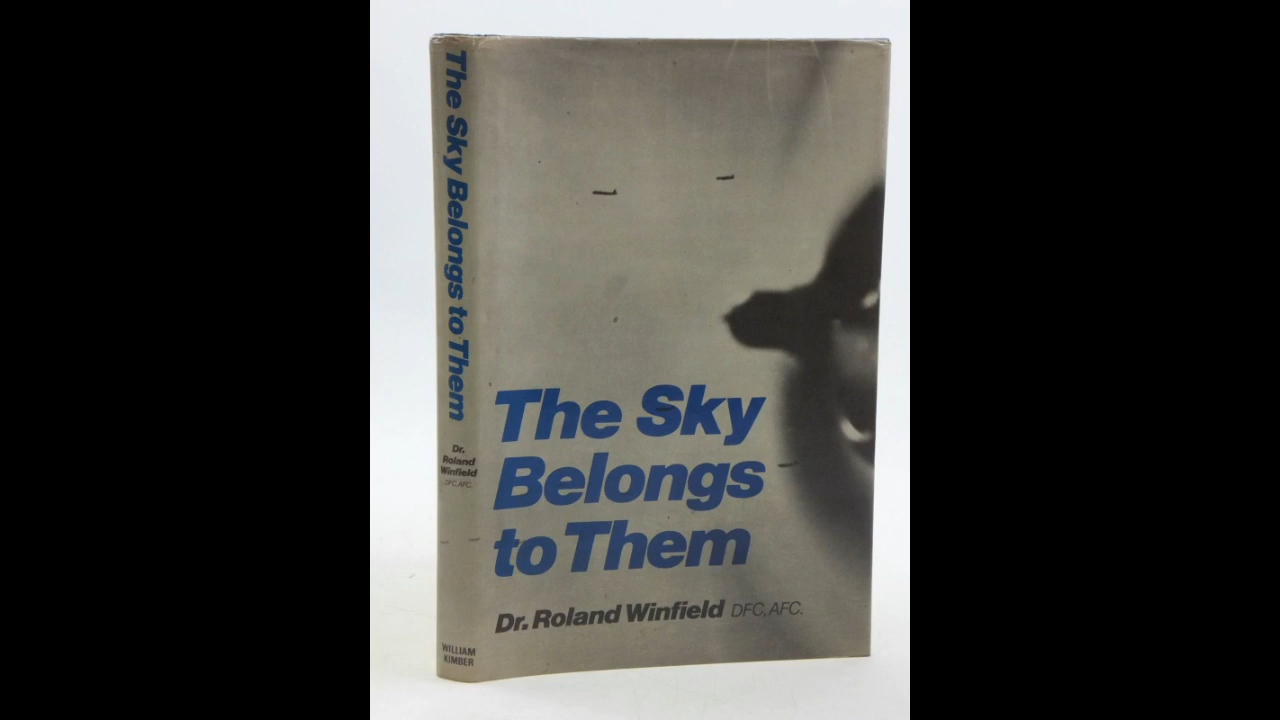 The Sky Belongs to Them
Dr.
Roland
Winfield
DFC, AFC.
WILLIAM
KIMBER
The Sky
Belongs
to Them
Dr. Roland Winfield DFC, AFC.